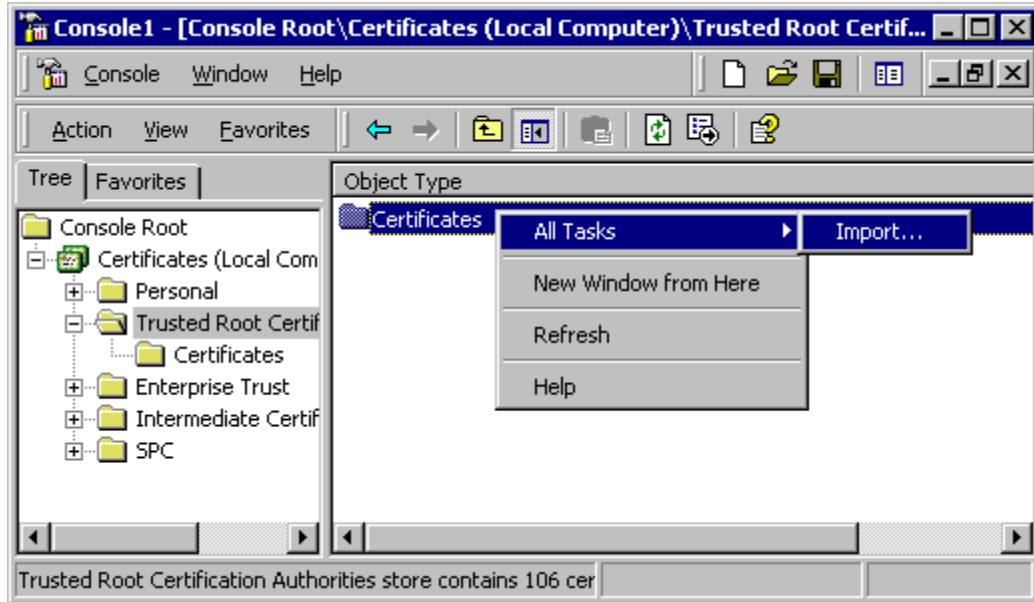 Console1 - [Console Root\Certificates (Local Computer)\Trusted Root Certif...
Console Window Help
Action View Favorites
Tree Favorites
Object Type
Console Root
Certificates (Local Com
Personal
Trusted Root Certif
Certificates
Enterprise Trust
Intermediate Certif
SPC
Certificates
All Tasks
Import...
New Window from Here
Refresh
Help
Trusted Root Certification Authorities store contains 106 cer